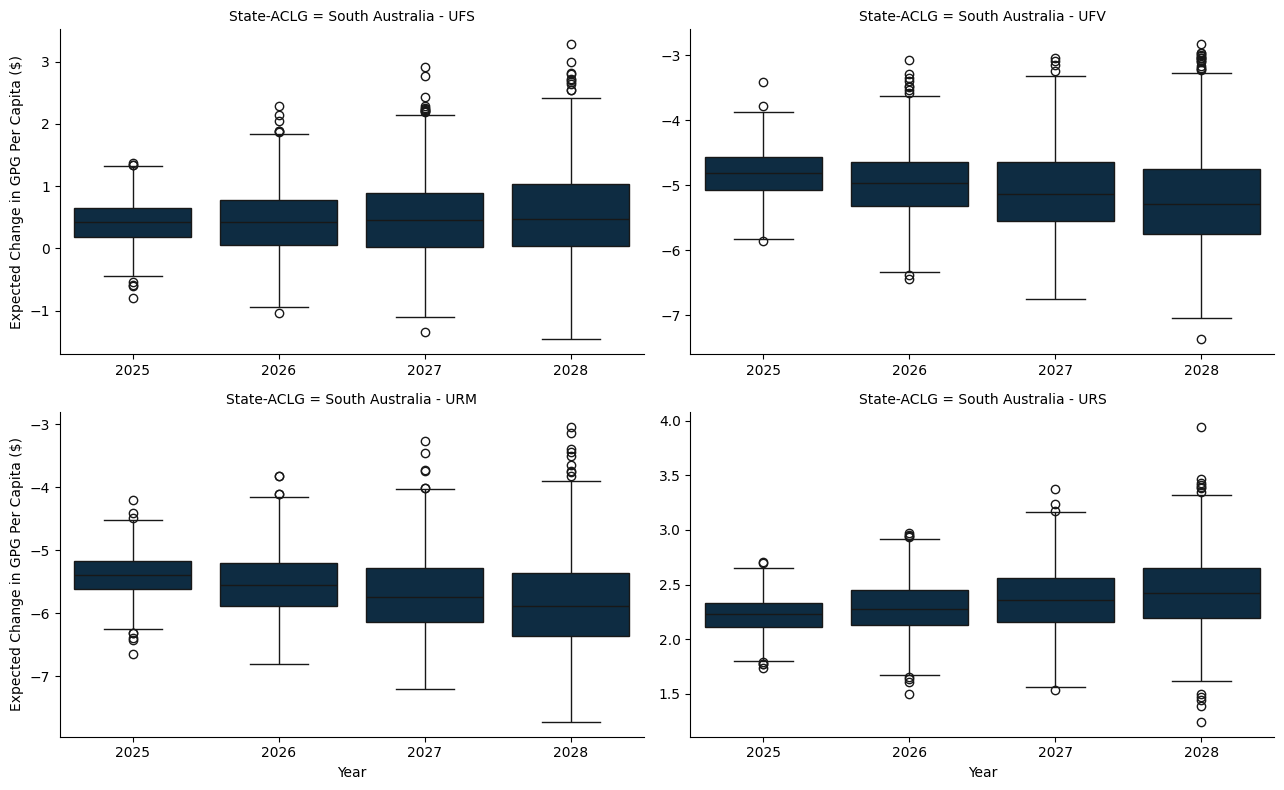 State-ACLG = South Australia - UFS
Expected Change in GPG Per Capita ($)
3
2
1
0
−1
2025 2026 2027 2028
State-ACLG = South Australia - UFV
−3
−4
−5
−6
−7
2025 2026 2027 2028
State-ACLG = South Australia - URM
Expected Change in GPG Per Capita ($)
−3
−4
−5
−6
−7
2025 2026 2027 2028
Year
State-ACLG = South Australia - URS
4.0
3.5
3.0
2.5
2.0
1.5
2025 2026 2027 2028
Year